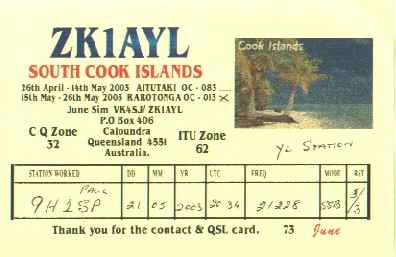 ZK1AYL
Cook Islands
SOUTH COOK ISLANDS
26th April - 14th May 2003 AITUTAKI OC - 083 __
15th May - 26th May 2003 RAROTONGA OC - 013 X
June Sim VK4SJ/ ZK1AYL
P.O Box 406
C Q Zone Caloundra ITU Zone
32 Queensland 4551 62
Australia.
YL STATION
STATION WORKED DD MM YR UTC FREQ MODE RST
PAUL
9H1SP 21 05 2003 20 34 21228 SSB 5/3
Thank you for the contact & QSL card. 73 June